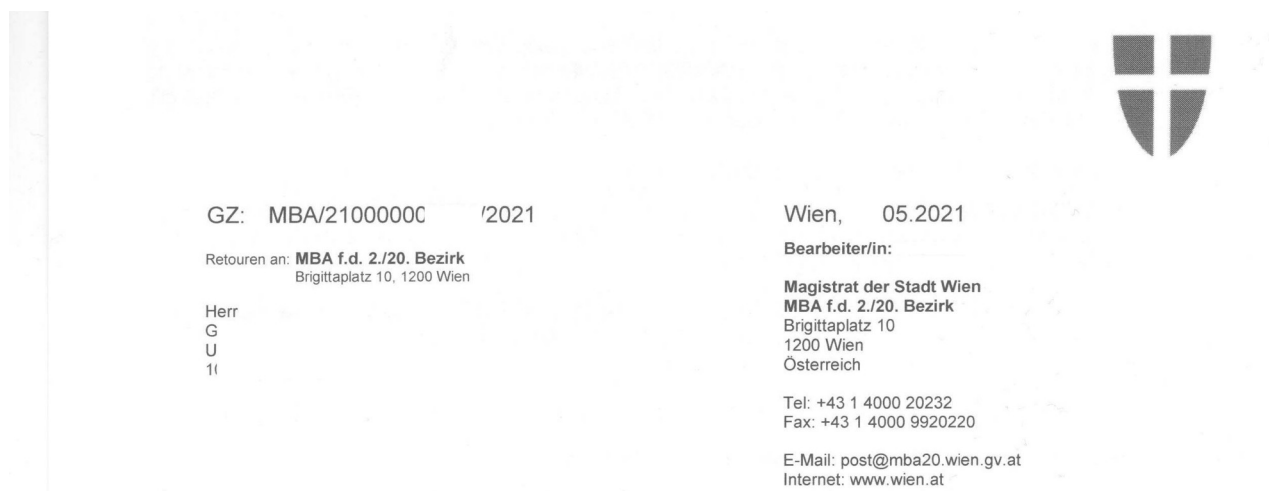 GZ: MBA/21000000 /2021
Retouren an: MBA f.d. 2./20. Bezirk
Brigittaplatz 10, 1200 Wien
Herr
G
U
1
Wien, 05.2021
Bearbeiter/in:
Magistrat der Stadt Wien
MBA f.d. 2./20. Bezirk
Brigittaplatz 10
1200 Wien
Österreich
Tel: +43 1 4000 20232
Fax: +43 1 4000 9920220
E-Mail: post@mba20.wien.gv.at
Internet: www.wien.at